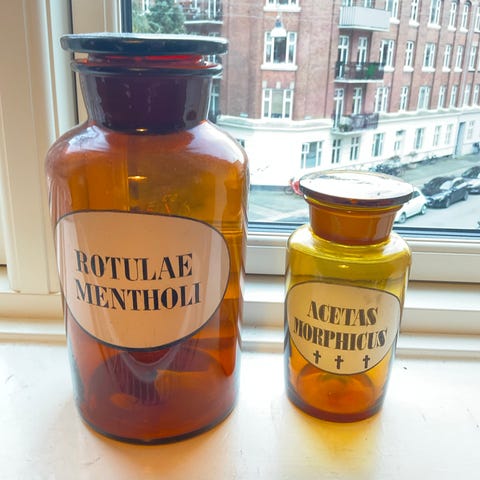 ROTULAE
MENTHOLI
ACETAS
MORPHICUS
† † †